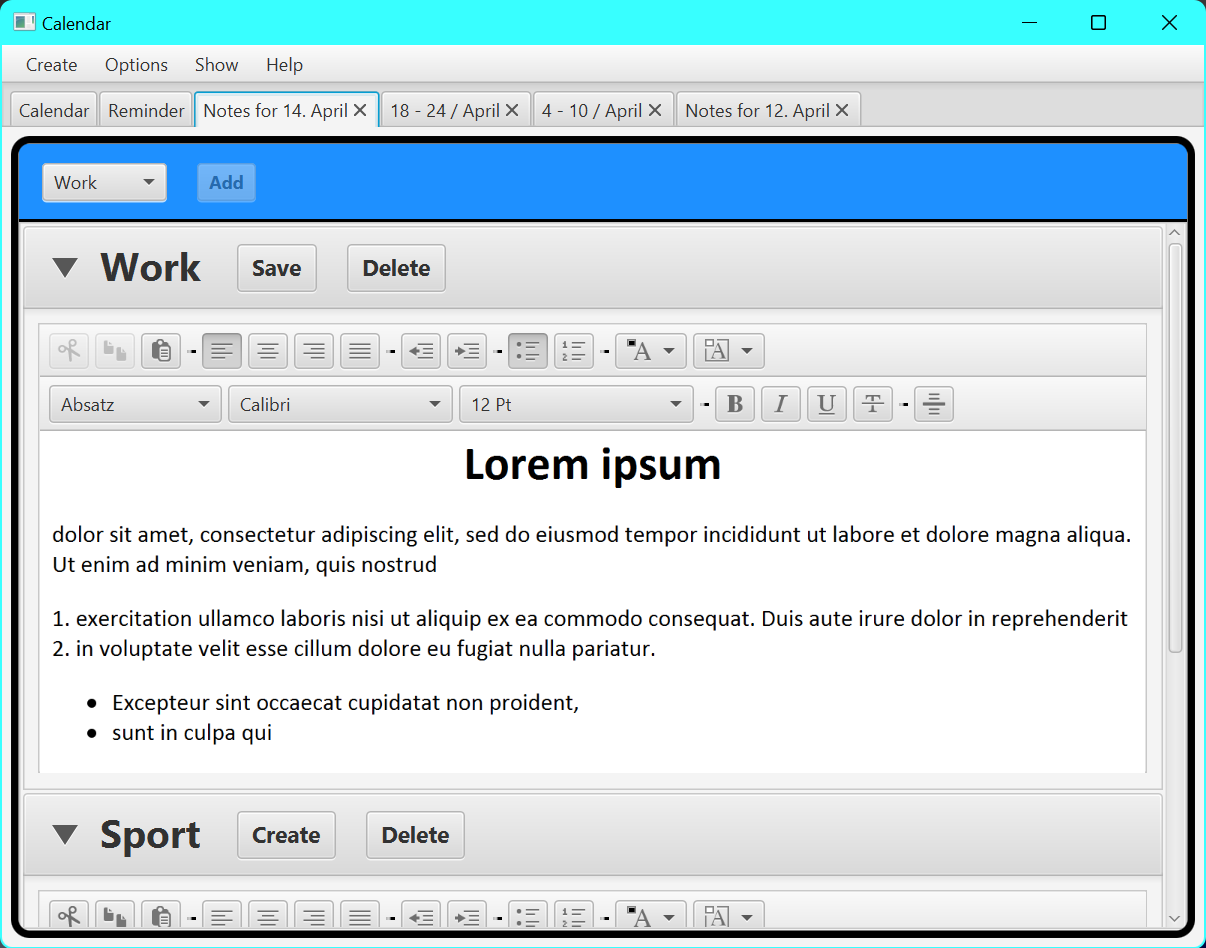 Calendar
Create Options Show Help
Calendar Reminder Notes for 14. April 18 - 24 / April 4 - 10 / April Notes for 12. April
Work Add
Work Save Delete
Absatz Calibri 12 Pt B I U T
Lorem ipsum
dolor sit amet, consectetur adipiscing elit, sed do eiusmod tempor incididunt ut labore et dolore magna aliqua.
Ut enim ad minim veniam, quis nostrud
1. exercitation ullamco laboris nisi ut aliquip ex ea commodo consequat. Duis aute irure dolor in reprehenderit
2. in voluptate velit esse cillum dolore eu fugiat nulla pariatur.
• Excepteur sint occaecat cupidatat non proident,
• sunt in culpa qui
Sport Create Delete